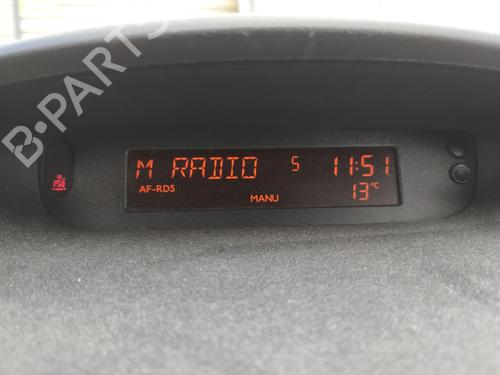 B-PARTS
M RADIO 5 11:51
AF-RDS 13°C
MANU